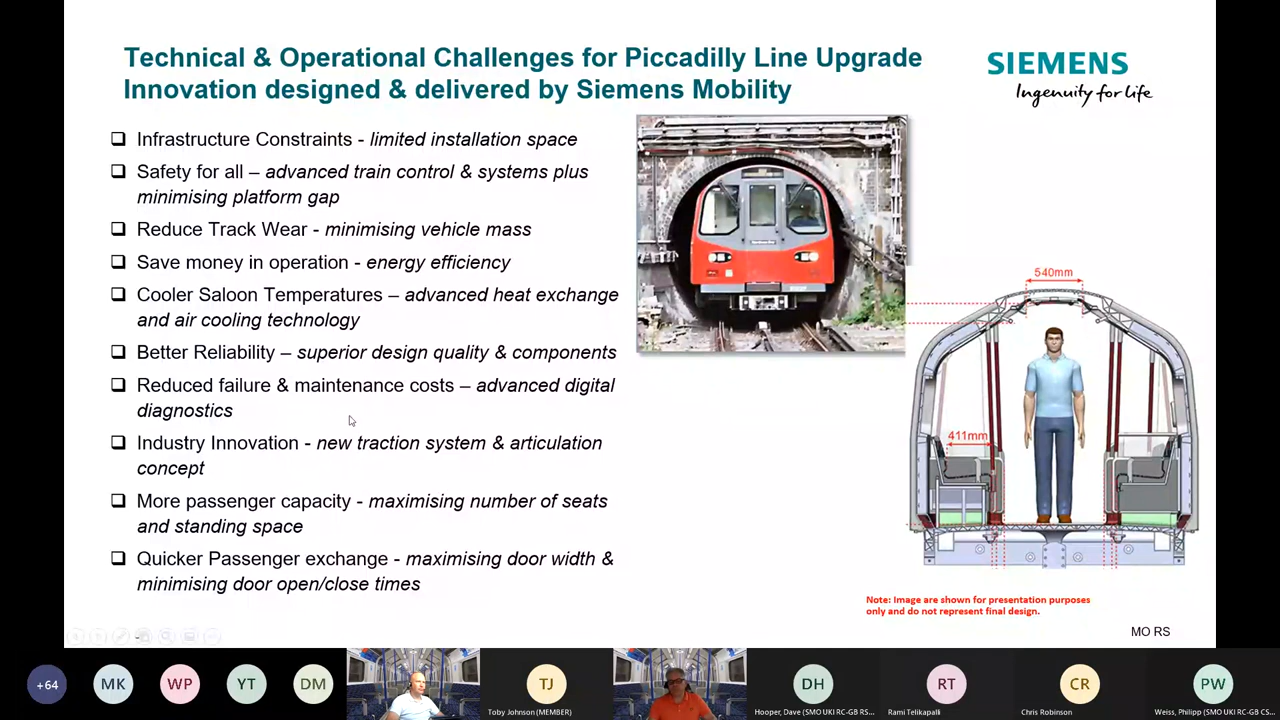 Technical & Operational Challenges for Piccadilly Line Upgrade
Innovation designed & delivered by Siemens Mobility
SIEMENS
Ingenuity for life
Infrastructure Constraints - limited installation space
Safety for all – advanced train control & systems plus
minimising platform gap
Reduce Track Wear - minimising vehicle mass
Save money in operation - energy efficiency
Cooler Saloon Temperatures – advanced heat exchange
and air cooling technology
Better Reliability – superior design quality & components
Reduced failure & maintenance costs – advanced digital
diagnostics
Industry Innovation - new traction system & articulation
concept
More passenger capacity - maximising number of seats
and standing space
Quicker Passenger exchange - maximising door width &
minimising door open/close times
540mm
411mm
Note: Image are shown for presentation purposes
only and do not represent final design.
MO RS
+64
MK
WP
YT
DM
TJ
Toby Johnson (MEMBER)
DH
Hooper, Dave (SMO UKI RC-GB RS...
RT
Rami Telikapalli
CR
Chris Robinson
PW
Weiss, Philipp (SMO UKI RC-GB CS...